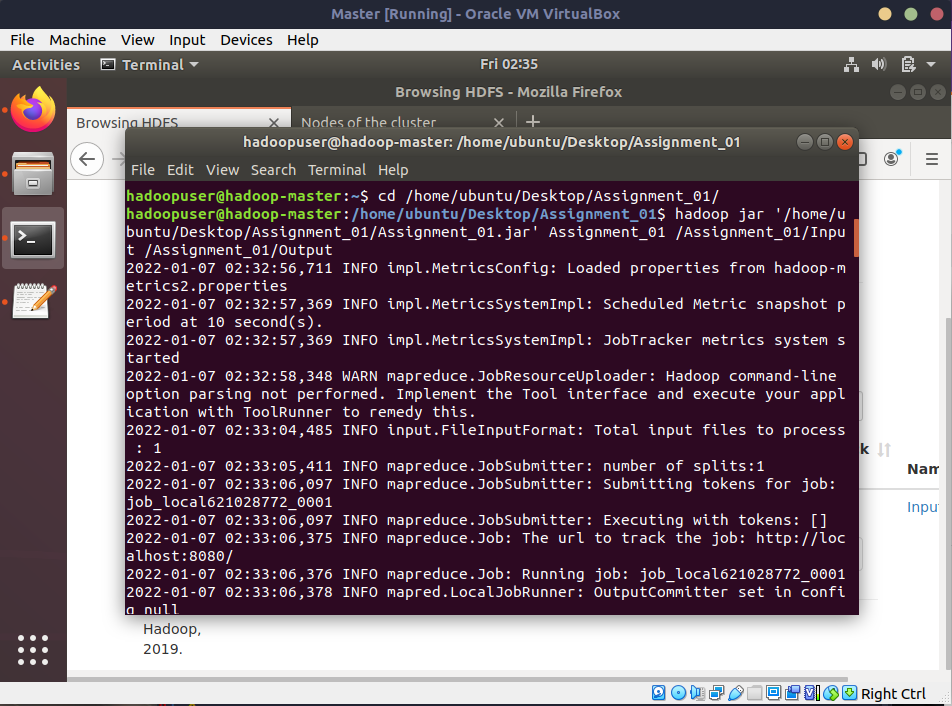 Master [Running] - Oracle VM VirtualBox
File Machine View Input Devices Help
Activities Terminal Fri 02:35
Browsing HDFS - Mozilla Firefox
Browsing HDFS Nodes of the cluster
hadoopuser@hadoop-master: /home/ubuntu/Desktop/Assignment_01
File Edit View Search Terminal Help
hadoopuser@hadoop-master:~$ cd /home/ubuntu/Desktop/Assignment_01/
hadoopuser@hadoop-master:/home/ubuntu/Desktop/Assignment_01$ hadoop jar '/home/u
buntu/Desktop/Assignment_01/Assignment_01.jar' Assignment_01 /Assignment_01/Inpu
t /Assignment_01/Output
2022-01-07 02:32:56,711 INFO impl.MetricsConfig: Loaded properties from hadoop-m
etrics2.properties
2022-01-07 02:32:57,369 INFO impl.MetricsSystemImpl: Scheduled Metric snapshot p
eriod at 10 second(s).
2022-01-07 02:32:57,369 INFO impl.MetricsSystemImpl: JobTracker metrics system s
tarted
2022-01-07 02:32:58,348 WARN mapreduce.JobResourceUploader: Hadoop command-line
option parsing not performed. Implement the Tool interface and execute your appl
ication with ToolRunner to remedy this.
2022-01-07 02:33:04,485 INFO input.FileInputFormat: Total input files to process
: 1
2022-01-07 02:33:05,411 INFO mapreduce.JobSubmitter: number of splits:1
2022-01-07 02:33:06,097 INFO mapreduce.JobSubmitter: Submitting tokens for job:
job_local621028772_0001
2022-01-07 02:33:06,097 INFO mapreduce.JobSubmitter: Executing with tokens: []
2022-01-07 02:33:06,375 INFO mapreduce.Job: The url to track the job: http://loc
alhost:8080/
2022-01-07 02:33:06,376 INFO mapreduce.Job: Running job: job_local621028772_0001
2022-01-07 02:33:06,378 INFO mapred.LocalJobRunner: OutputCommitter set in confi
g null
k
Nam
Input
Hadoop,
2019.
Right Ctrl